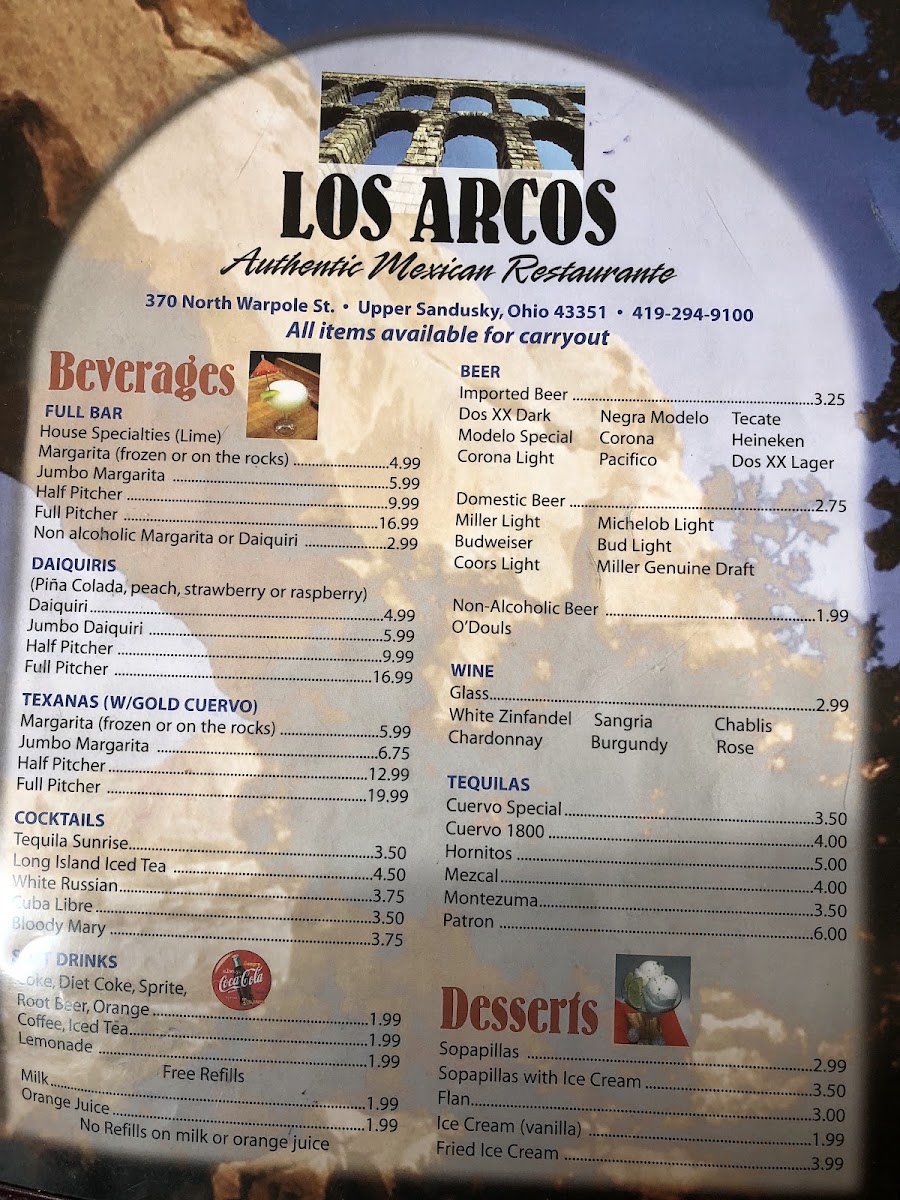 LOS ARCOS
Authentic Mexican Restaurante
370 North Warpole St. • Upper Sandusky, Ohio 43351 • 419-294-9100
All items available for carryout
Beverages
FULL BAR
House Specialties (Lime)
Margarita (frozen or on the rocks) ..........4.99
Jumbo Margarita ..........5.99
Half Pitcher ..........9.99
Full Pitcher ..........16.99
Non alcoholic Margarita or Daiquiri ..........2.99
DAIQUIRIS
(Piña Colada, peach, strawberry or raspberry)
Daiquiri..........4.99
Jumbo Daiquiri ..........5.99
Half Pitcher ..........9.99
Full Pitcher ..........16.99
TEXANAS (W/GOLD CUERVO)
Margarita (frozen or on the rocks) ..........5.99
Jumbo Margarita ..........6.75
Half Pitcher..........12.99
Full Pitcher ..........19.99
COCKTAILS
Tequila Sunrise..........3.50
Long Island Iced Tea ..........4.50
White Russian..........3.75
Cuba Libre ..........3.50
Bloody Mary ..........3.75
SOFT DRINKS
Coke, Diet Coke, Sprite,
Root Beer, Orange ..........1.99
Coffee, Iced Tea..........1.99
Lemonade ..........1.99
Free Refills
Milk..........1.99
Orange Juice ..........1.99
No Refills on milk or orange juice
Always
Coca-Cola
BEER
Imported Beer ..........3.25
Dos XX Dark Negra Modelo Tecate
Modelo Special Corona Heineken
Corona Light Pacifico Dos XX Lager
Domestic Beer ..........2.75
Miller Light Michelob Light
Budweiser Bud Light
Coors Light Miller Genuine Draft
Non-Alcoholic Beer ..........1.99
O'Douls
WINE
Glass..........2.99
White Zinfandel Sangria Chablis
Chardonnay Burgundy Rose
TEQUILAS
Cuervo Special..........3.50
Cuervo 1800 ..........4.00
Hornitos ..........5.00
Mezcal..........4.00
Montezuma..........3.50
Patron ..........6.00
Desserts
Sopapillas ..........2.99
Sopapillas with Ice Cream ..........3.50
Flan..........3.00
Ice Cream (vanilla) ..........1.99
Fried Ice Cream ..........3.99